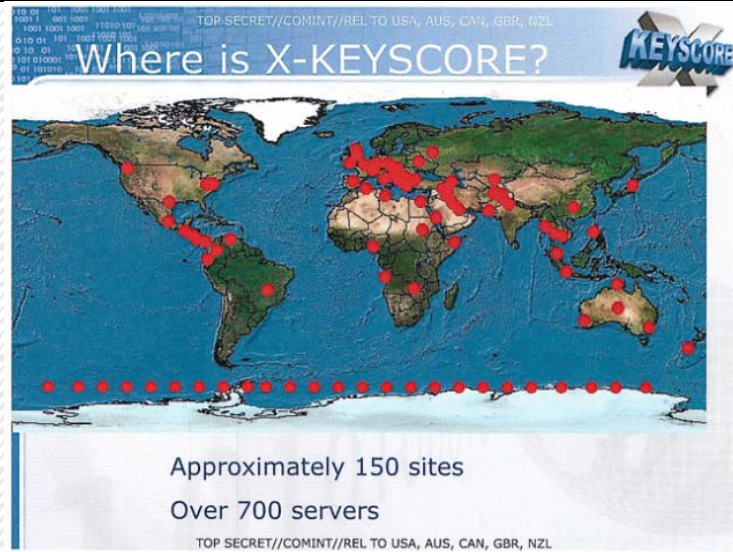 TOP SECRET//COMINT//REL TO USA, AUS, CAN, GBR, NZL
Where is X-KEYSCORE?
X KEYSCORE
Approximately 150 sites
Over 700 servers
TOP SECRET//COMINT//REL TO USA, AUS, CAN, GBR, NZL